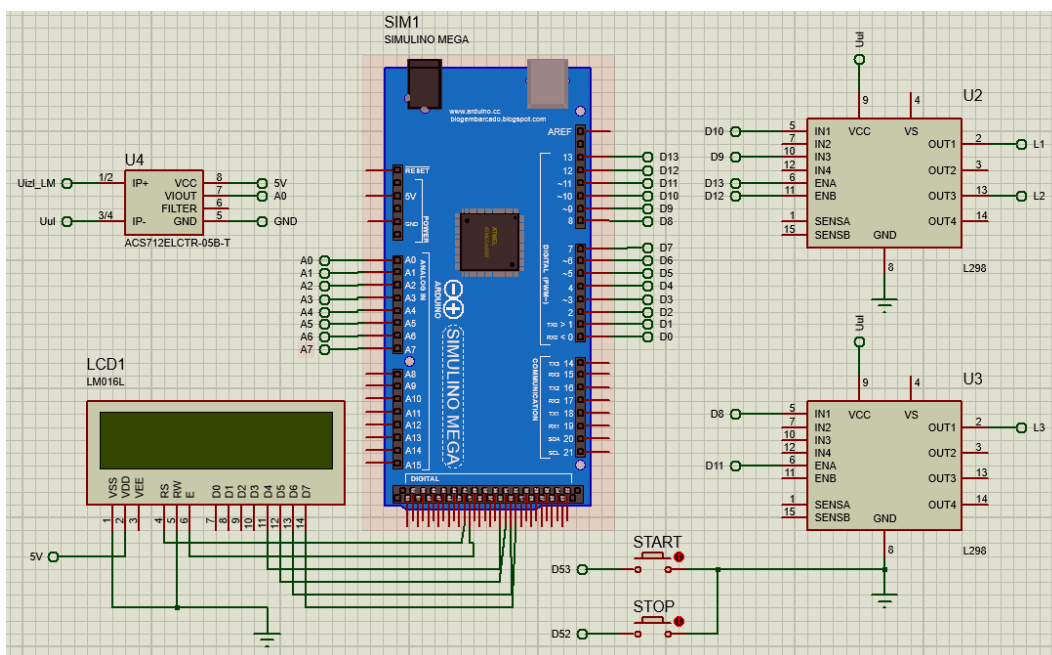 SIM1
SIMULINO MEGA
www.arduino.cc
blogembarcado.blogspot.com
AREF
RESET
5V
GND
POWER
13
12
~11
~10
~9
8
7
~6
~5
4
~3
2
TX0 > 1
RX0 < 0
DIGITAL (PWM~)
D13
D12
D11
D10
D9
D8
D7
D6
D5
D4
D3
D2
D1
D0
ATMEL
ARDUINO
SIMULINO MEGA
ANALOG IN
A0
A1
A2
A3
A4
A5
A6
A7
A0
A1
A2
A3
A4
A5
A6
A7
A8
A9
A10
A11
A12
A13
A14
A15
COMMUNICATION
TX3 14
RX3 15
TX2 16
RX2 17
TX1 18
RX1 19
SDA 20
SCL 21
DIGITAL
U4
Uizl_LM
1/2
IP+
Uul
3/4
IP-
VCC
VIOUT
FILTER
GND
8
7
6
5
5V
A0
GND
ACS712ELCTR-05B-T
LCD1
LM016L
VSS
VDD
VEE
RS
RW
E
D0
D1
D2
D3
D4
D5
D6
D7
1
2
3
4
5
6
7
8
9
10
11
12
13
14
5V
Uul
U2
9
4
VCC
VS
D10
5
IN1
7
IN2
D9
10
IN3
12
IN4
D13
6
ENA
D12
11
ENB
1
SENSA
15
SENSB
GND
8
OUT1
2
L1
OUT2
3
OUT3
13
L2
OUT4
14
L298
Uul
U3
9
4
VCC
VS
D8
5
IN1
7
IN2
10
IN3
12
IN4
D11
6
ENA
11
ENB
1
SENSA
15
SENSB
GND
8
OUT1
2
L3
OUT2
3
OUT3
13
OUT4
14
L298
START
D53
STOP
D52